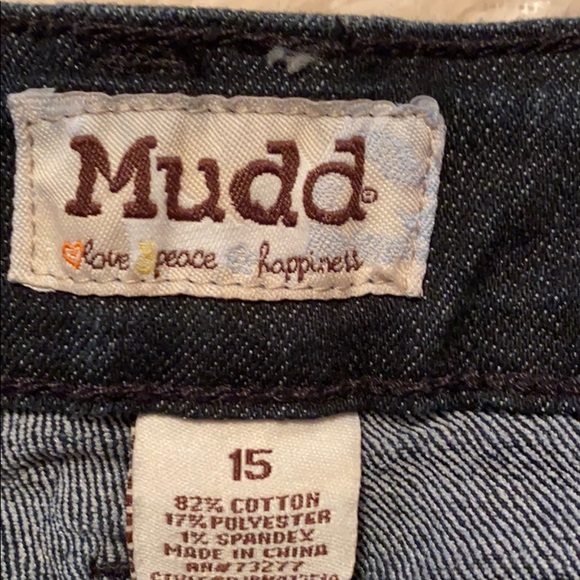 Mudd®
love peace happiness
15
82% COTTON
17% POLYESTER
1% SPANDEX
MADE IN CHINA
RN#73277